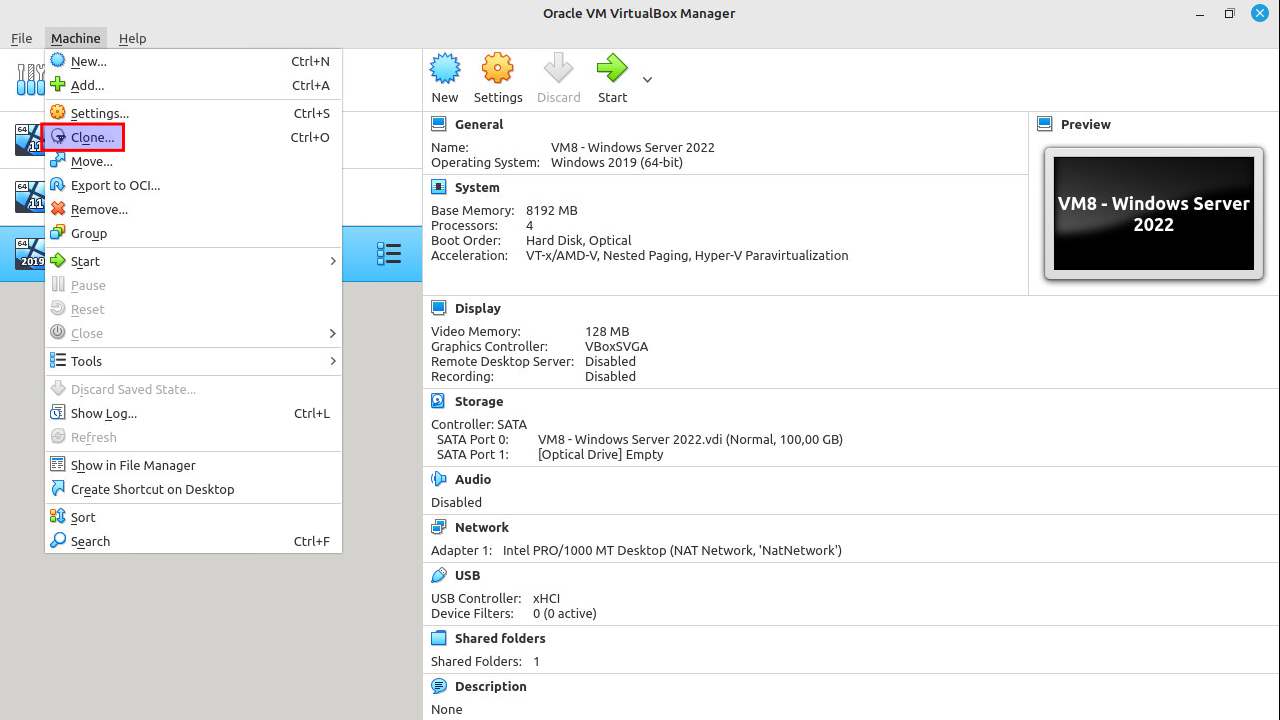 Oracle VM VirtualBox Manager
File Machine Help
New... Ctrl+N
Add... Ctrl+A
Settings... Ctrl+S
Clone... Ctrl+O
Move...
Export to OCI...
Remove...
Group
Start
Pause
Reset
Close
Tools
Discard Saved State...
Show Log... Ctrl+L
Refresh
Show in File Manager
Create Shortcut on Desktop
Sort
Search Ctrl+F
64
11
64
11
64
2019
New Settings Discard Start
General
Name: VM8 - Windows Server 2022
Operating System: Windows 2019 (64-bit)
System
Base Memory: 8192 MB
Processors: 4
Boot Order: Hard Disk, Optical
Acceleration: VT-x/AMD-V, Nested Paging, Hyper-V Paravirtualization
Preview
VM8 - Windows Server
2022
Display
Video Memory: 128 MB
Graphics Controller: VBoxSVGA
Remote Desktop Server: Disabled
Recording: Disabled
Storage
Controller: SATA
SATA Port 0: VM8 - Windows Server 2022.vdi (Normal, 100,00 GB)
SATA Port 1: [Optical Drive] Empty
Audio
Disabled
Network
Adapter 1: Intel PRO/1000 MT Desktop (NAT Network, 'NatNetwork')
USB
USB Controller: xHCI
Device Filters: 0 (0 active)
Shared folders
Shared Folders: 1
Description
None